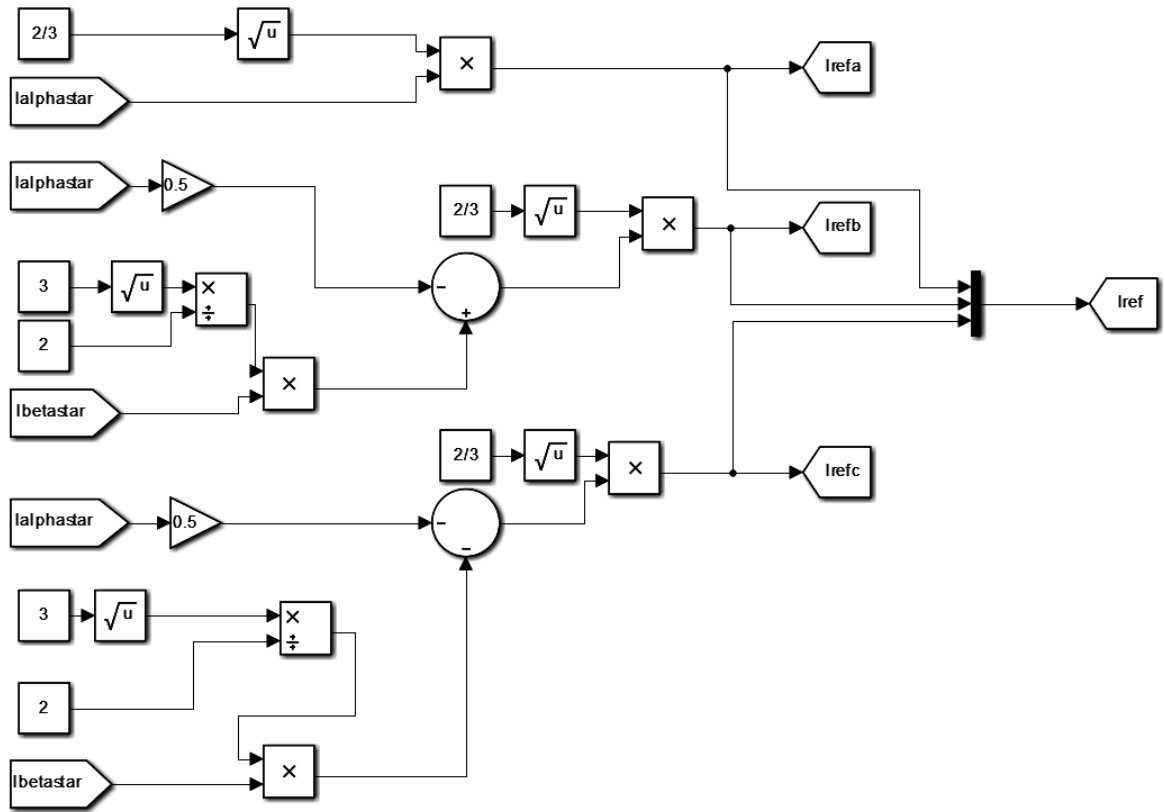 2/3
√u
×
Irefa
Ialphastar
Ialphastar
0.5
2/3
√u
×
Irefb
3
√u
×
÷
-
+
Iref
2
×
Ibetastar
2/3
√u
×
Irefc
Ialphastar
0.5
-
-
3
√u
×
÷
2
×
Ibetastar